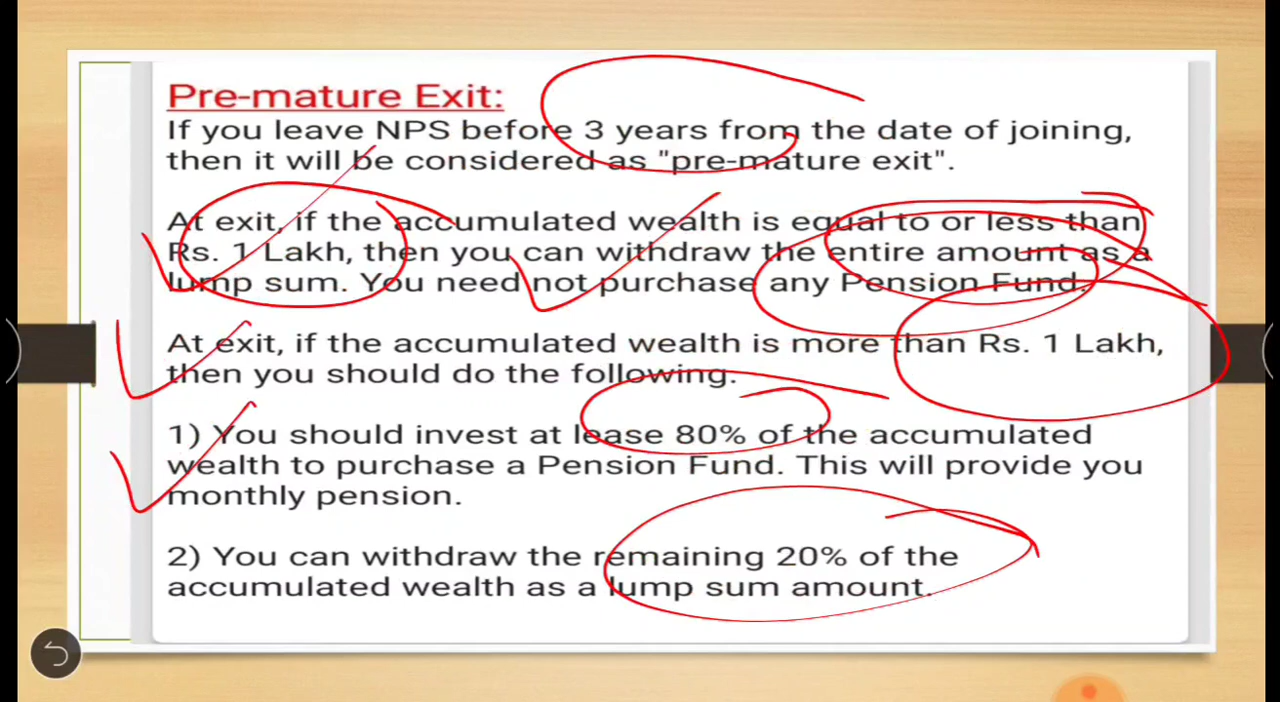 Pre-mature Exit:
If you leave NPS before 3 years from the date of joining,
then it will be considered as "pre-mature exit".
At exit, if the accumulated wealth is equal to or less than
Rs. 1 Lakh, then you can withdraw the entire amount as a
lump sum. You need not purchase any Pension Fund.
At exit, if the accumulated wealth is more than Rs. 1 Lakh,
then you should do the following.
1) You should invest at lease 80% of the accumulated
wealth to purchase a Pension Fund. This will provide you
monthly pension.
2) You can withdraw the remaining 20% of the
accumulated wealth as a lump sum amount.